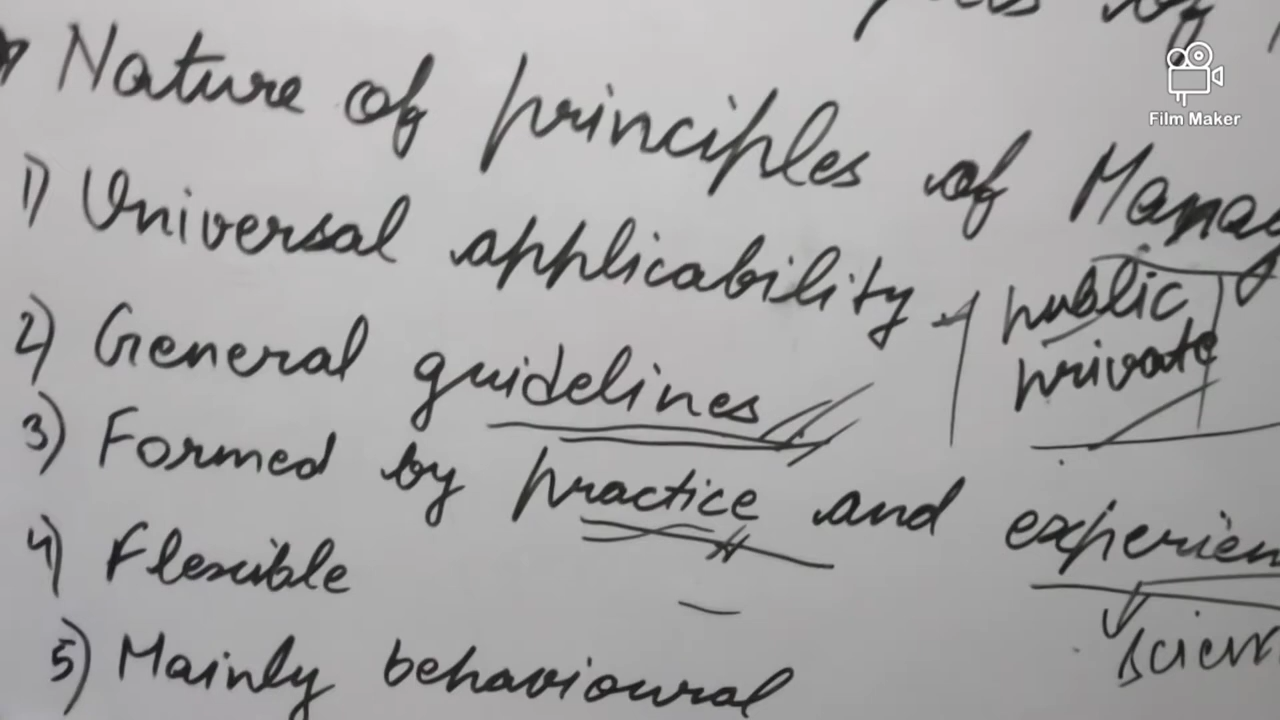 Film Maker
Nature of principles of Manag
1) Universal applicability
public
private
2) General guidelines
3) Formed by practice and experien
4) Flexible
5) Mainly behavioural